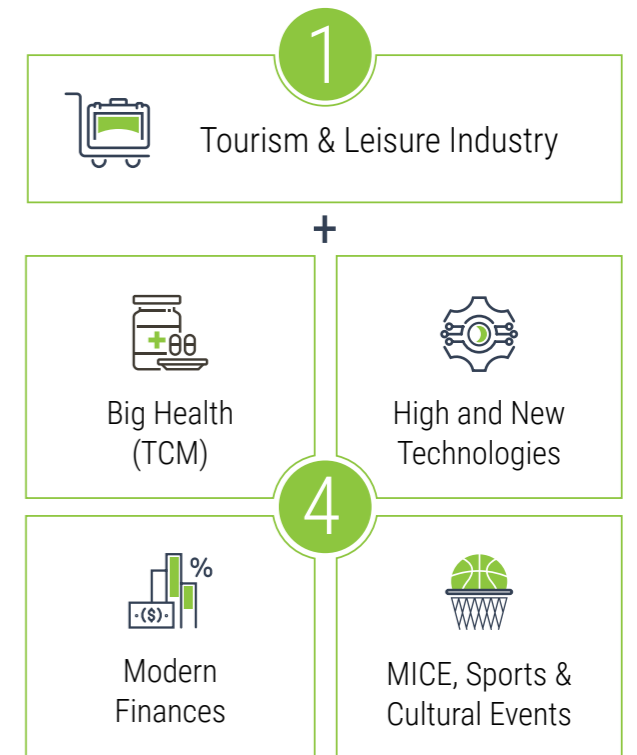 1
Tourism & Leisure Industry
+
Big Health
(TCM)
High and New
Technologies
4
%
($)
Modern
Finances
MICE, Sports &
Cultural Events